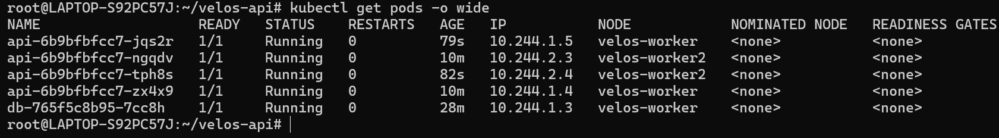 root@LAPTOP-S92PC57J:~/velos-api# kubectl get pods -o wide
NAME                   READY   STATUS    RESTARTS   AGE   IP           NODE            NOMINATED NODE   READINESS GATES
api-6b9bfbfcc7-jqs2r   1/1     Running   0          79s   10.244.1.5   velos-worker    <none>           <none>
api-6b9bfbfcc7-ngqdv   1/1     Running   0          10m   10.244.2.3   velos-worker2   <none>           <none>
api-6b9bfbfcc7-tph8s   1/1     Running   0          82s   10.244.2.4   velos-worker2   <none>           <none>
api-6b9bfbfcc7-zx4x9   1/1     Running   0          10m   10.244.1.4   velos-worker    <none>           <none>
db-765f5c8b95-7cc8h    1/1     Running   0          28m   10.244.1.3   velos-worker    <none>           <none>
root@LAPTOP-S92PC57J:~/velos-api#